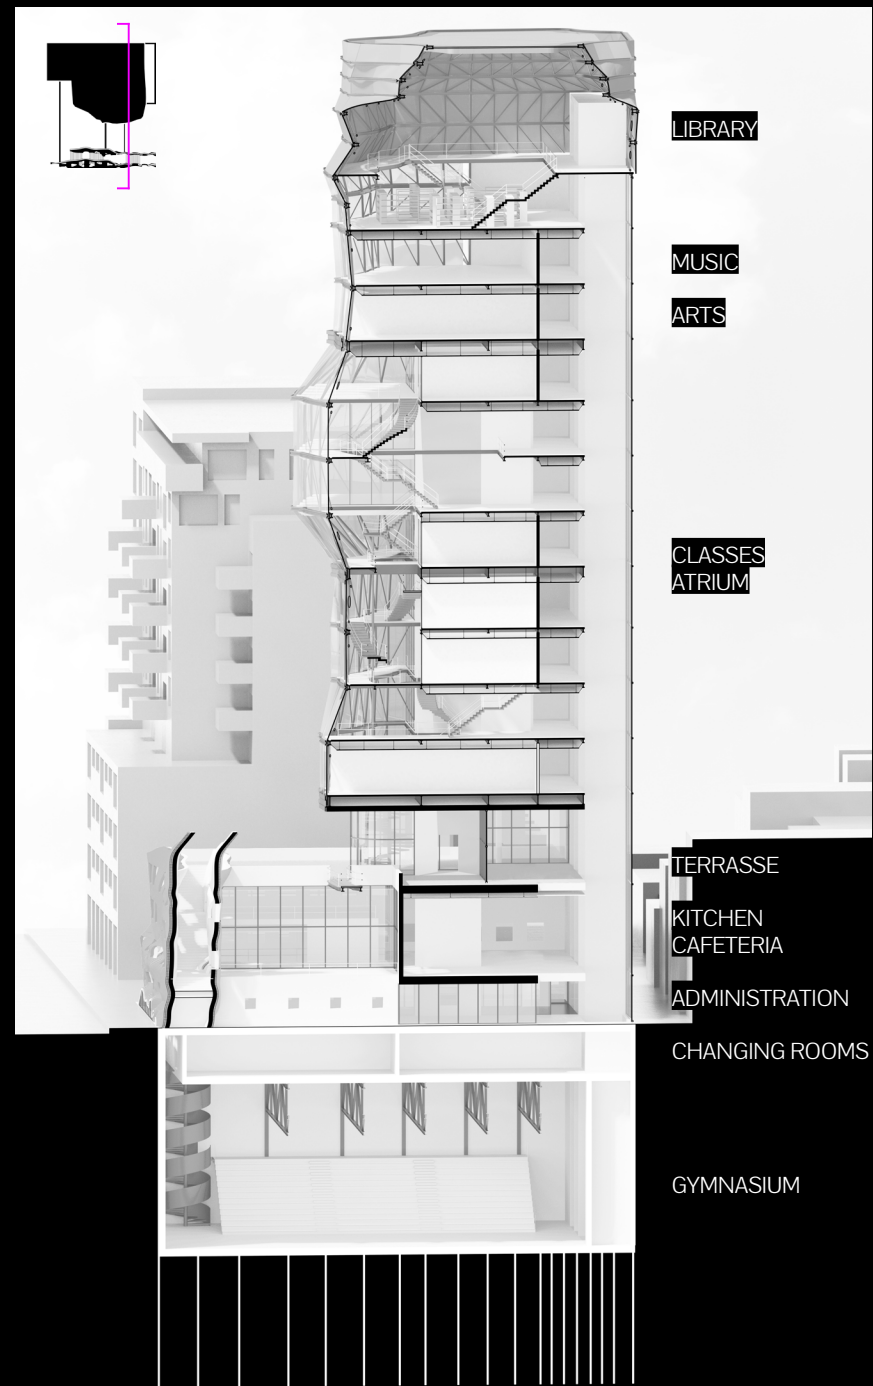 LIBRARY
MUSIC
ARTS
CLASSES
ATRIUM
TERRASSE
KITCHEN
CAFETERIA
ADMINISTRATION
CHANGING ROOMS
GYMNASIUM